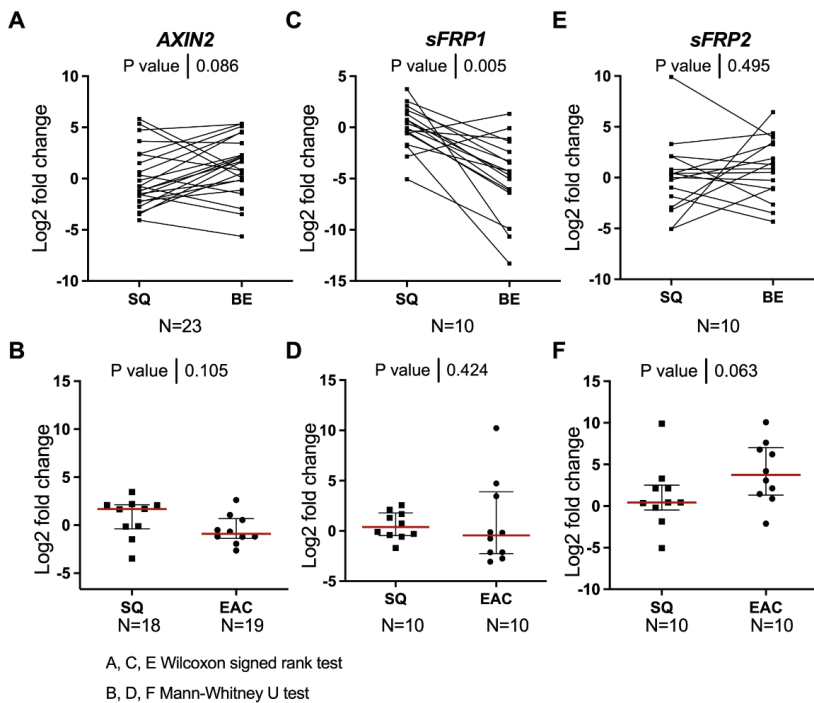 A
AXIN2
P value | 0.086
Log2 fold change
10
5
0
-5
-10
SQ
BE
N=23
C
sFRP1
P value | 0.005
Log2 fold change
5
0
-5
-10
-15
SQ
BE
N=10
E
sFRP2
P value | 0.495
Log2 fold change
10
5
0
-5
-10
SQ
BE
N=10
B
P value | 0.105
Log2 fold change
15
10
5
0
-5
SQ
EAC
N=18
N=19
D
P value | 0.424
Log2 fold change
15
10
5
0
-5
SQ
EAC
N=10
N=10
F
P value | 0.063
Log2 fold change
15
10
5
0
-5
-10
SQ
EAC
N=10
N=10
A, C, E Wilcoxon signed rank test
B, D, F Mann-Whitney U test